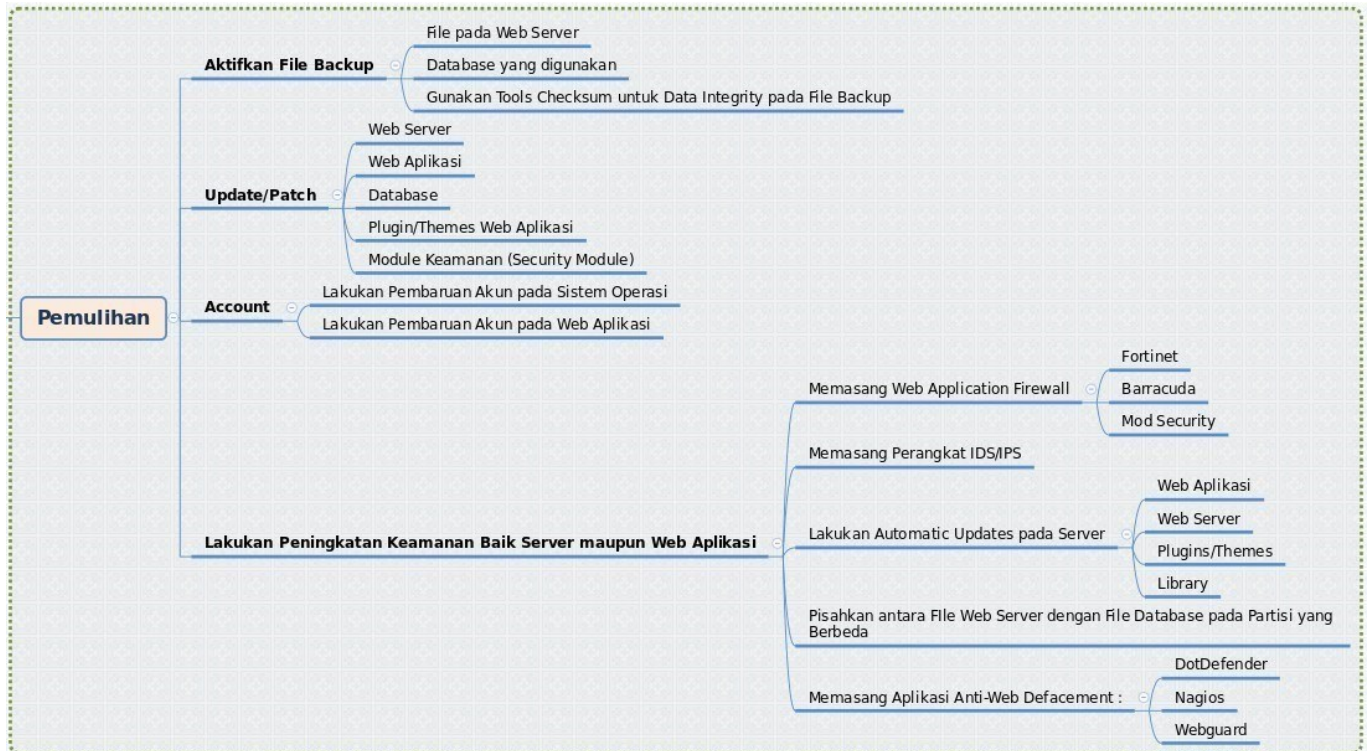 Pemulihan
Aktifkan File Backup
File pada Web Server
Database yang digunakan
Gunakan Tools Checksum untuk Data Integrity pada File Backup
Update/Patch
Web Server
Web Aplikasi
Database
Plugin/Themes Web Aplikasi
Module Keamanan (Security Module)
Account
Lakukan Pembaruan Akun pada Sistem Operasi
Lakukan Pembaruan Akun pada Web Aplikasi
Lakukan Peningkatan Keamanan Baik Server maupun Web Aplikasi
Memasang Web Application Firewall
Fortinet
Barracuda
Mod Security
Memasang Perangkat IDS/IPS
Lakukan Automatic Updates pada Server
Web Aplikasi
Web Server
Plugins/Themes
Library
Pisahkan antara FIle Web Server dengan File Database pada Partisi yang
Berbeda
Memasang Aplikasi Anti-Web Defacement :
DotDefender
Nagios
Webguard